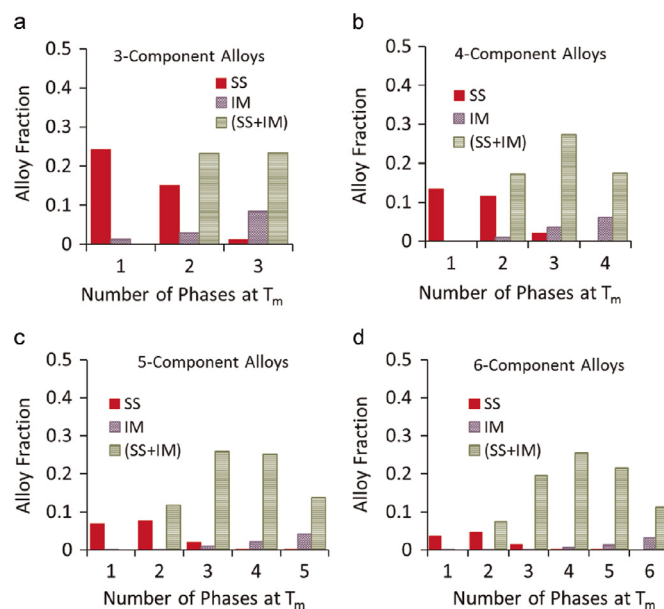 a
3-Component Alloys
SS
IM
(SS+IM)
Alloy Fraction
0.5
0.4
0.3
0.2
0.1
0
1 2 3
Number of Phases at Tm
b
4-Component Alloys
SS
IM
(SS+IM)
Alloy Fraction
0.5
0.4
0.3
0.2
0.1
0
1 2 3 4
Number of Phases at Tm
c
5-Component Alloys
SS
IM
(SS+IM)
Alloy Fraction
0.5
0.4
0.3
0.2
0.1
0
1 2 3 4 5
Number of Phases at Tm
d
6-Component Alloys
SS
IM
(SS+IM)
Alloy Fraction
0.5
0.4
0.3
0.2
0.1
0
1 2 3 4 5 6
Number of Phases at Tm